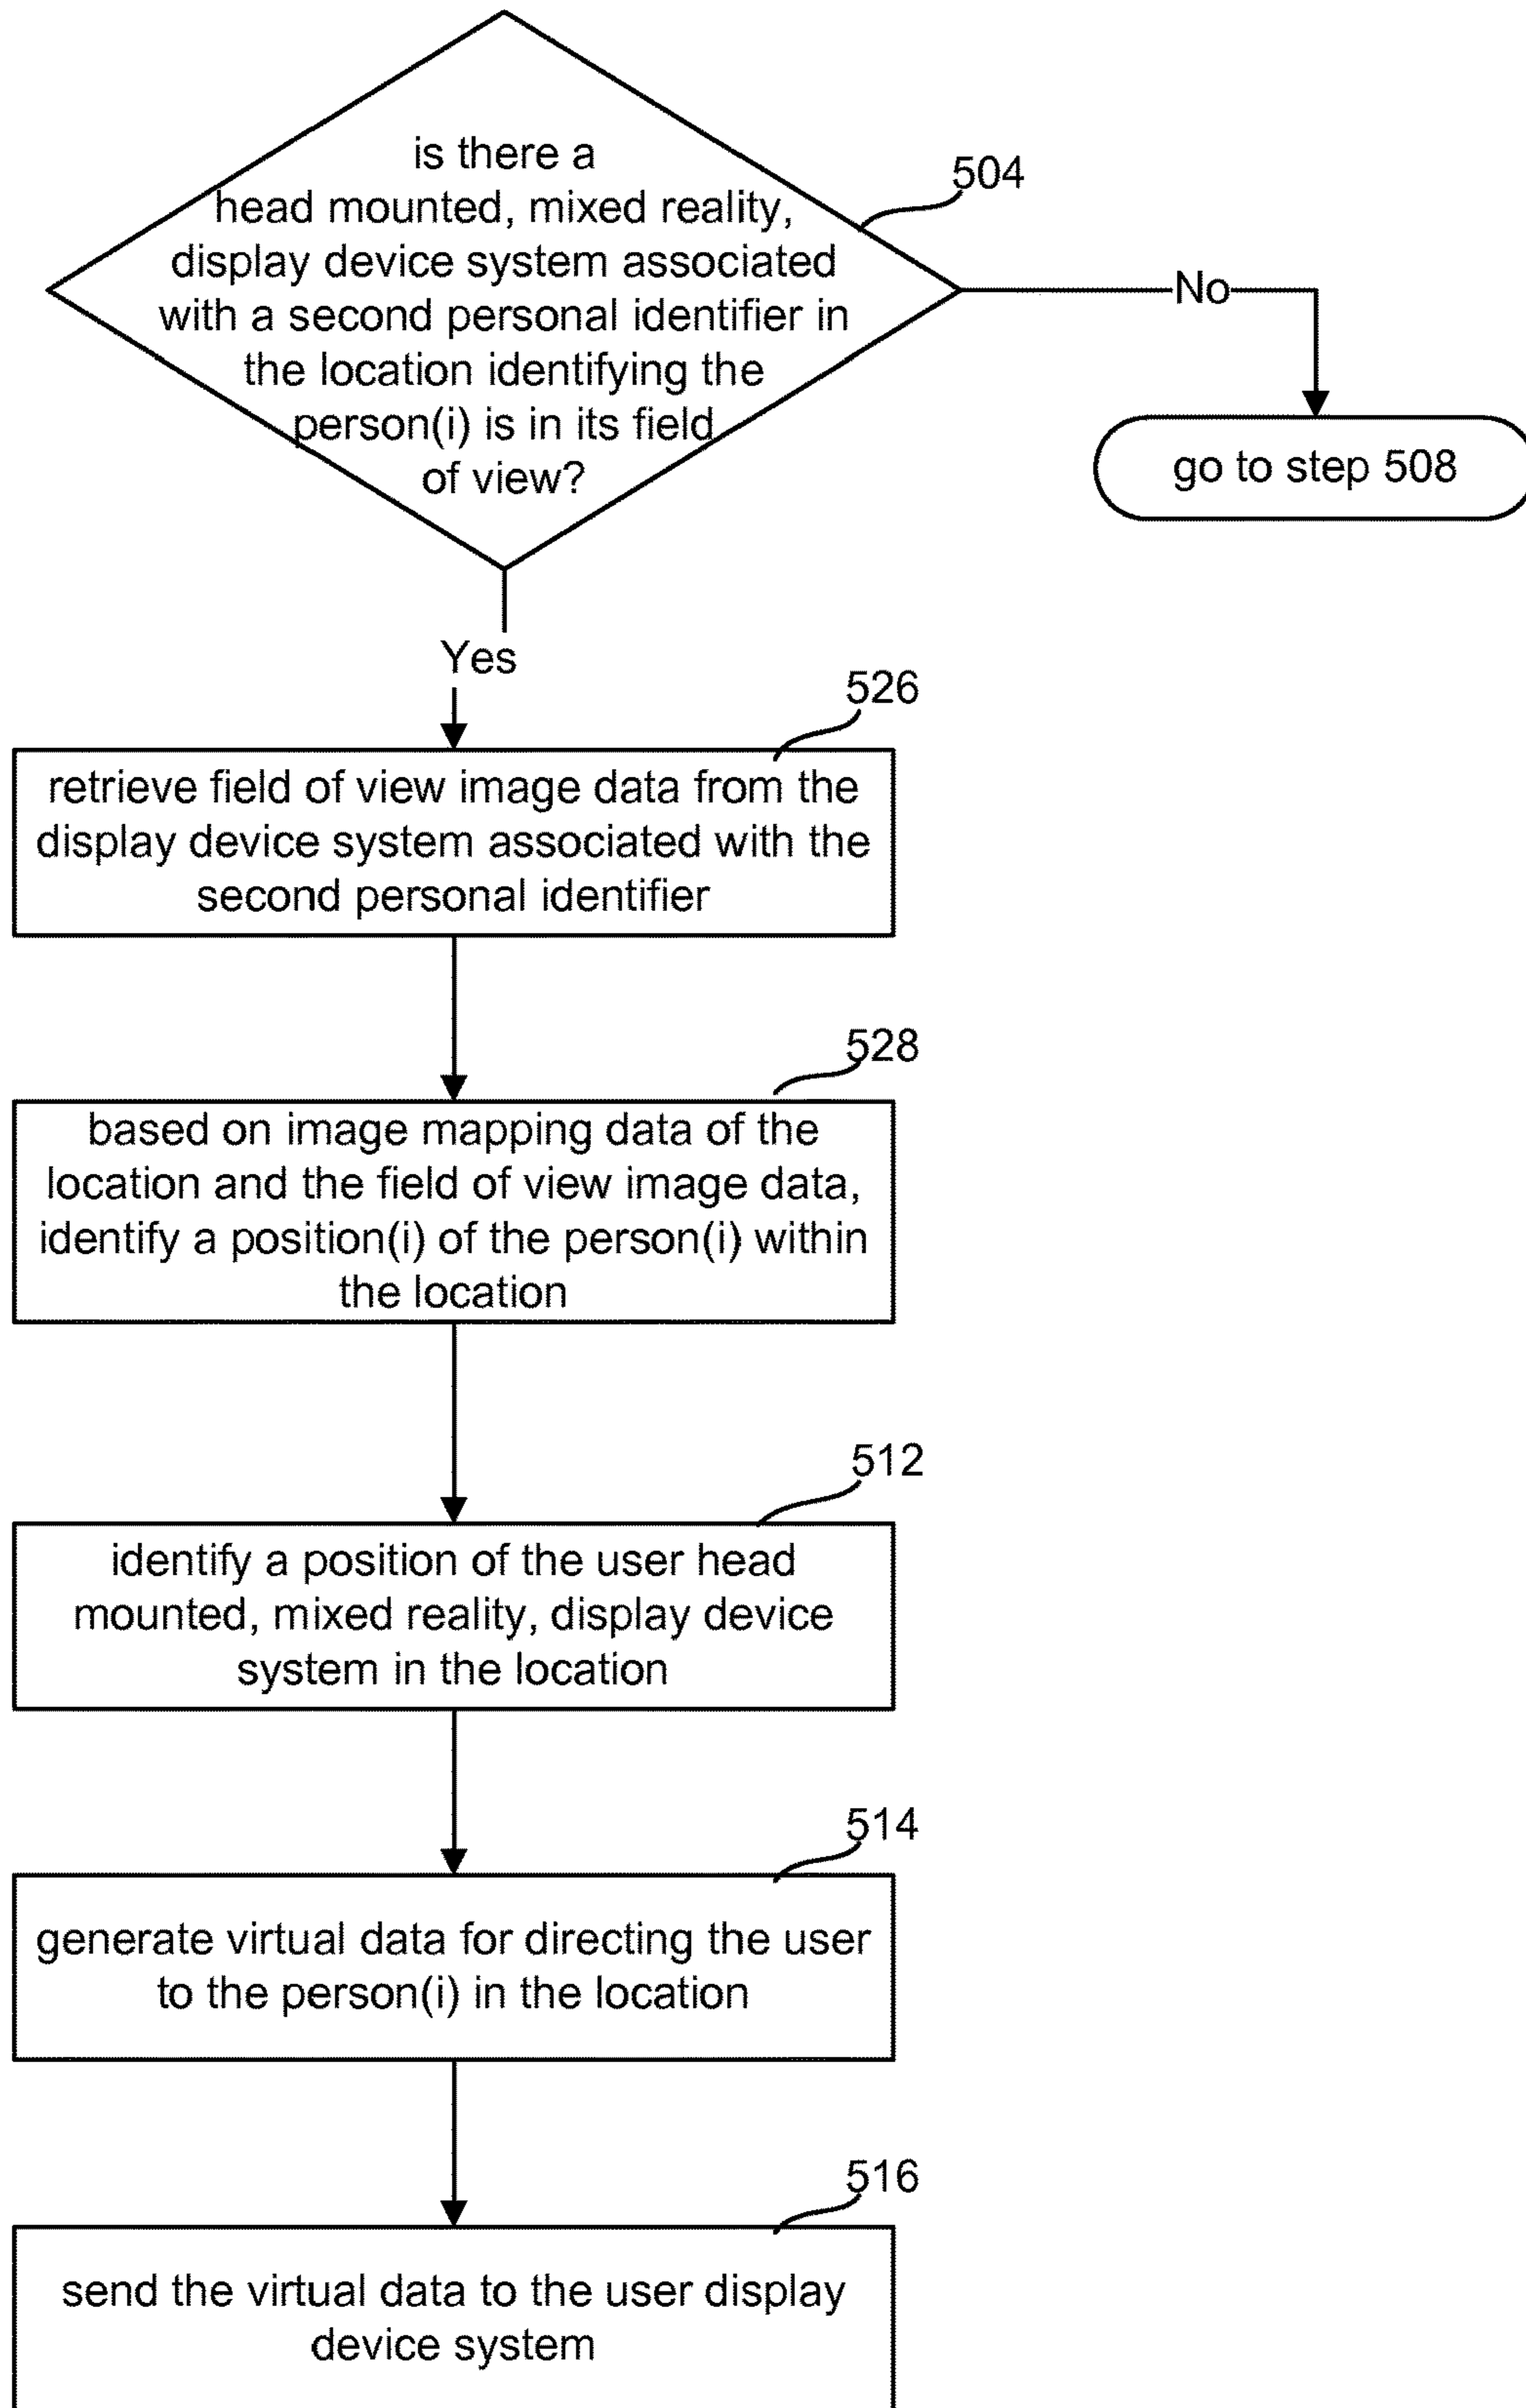 is there a
head mounted, mixed reality,
display device system associated
with a second personal identifier in
the location identifying the
person(i) is in its field
of view?
504
No
go to step 508
Yes
526
retrieve field of view image data from the
display device system associated with the
second personal identifier
528
based on image mapping data of the
location and the field of view image data,
identify a position(i) of the person(i) within
the location
512
identify a position of the user head
mounted, mixed reality, display device
system in the location
514
generate virtual data for directing the user
to the person(i) in the location
516
send the virtual data to the user display
device system